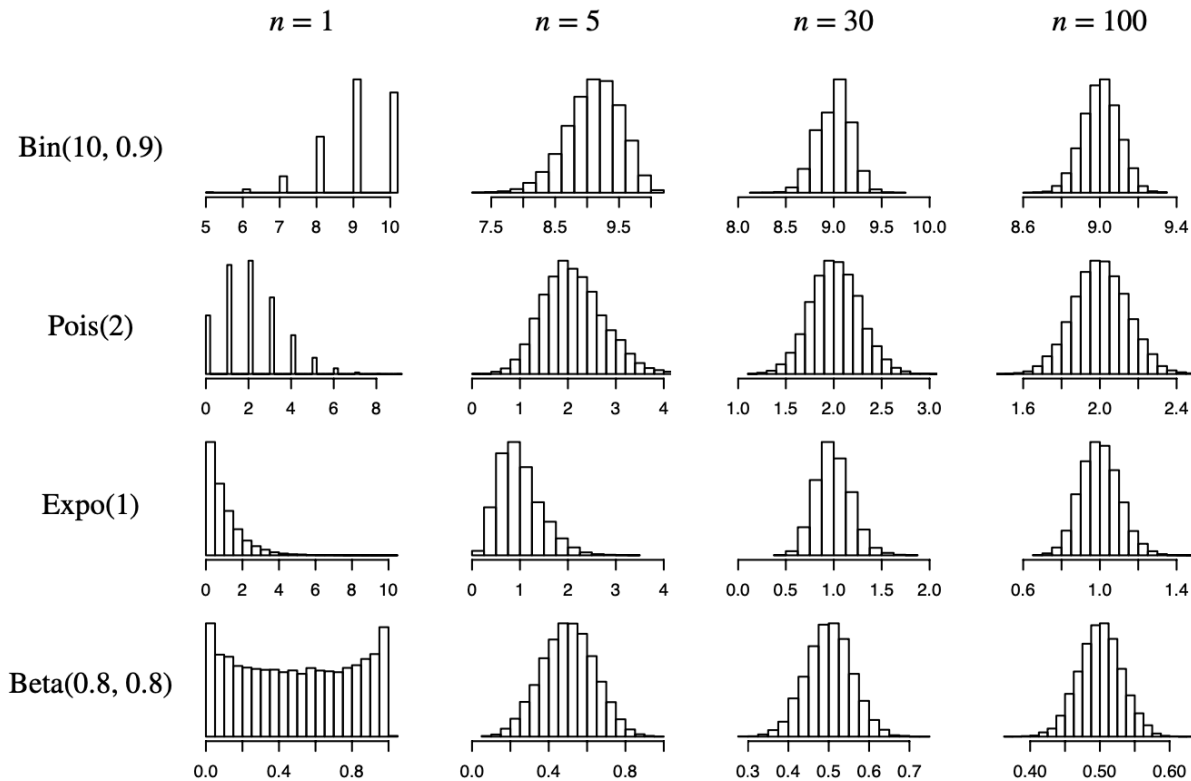 n = 1 n = 5 n = 30 n = 100
Bin(10, 0.9)
5 6 7 8 9 10 7.5 8.5 9.5 8.0 8.5 9.0 9.5 10.0 8.6 9.0 9.4
Pois(2)
0 2 4 6 8 0 1 2 3 4 1.0 1.5 2.0 2.5 3.0 1.6 2.0 2.4
Expo(1)
0 2 4 6 8 10 0 1 2 3 4 0.0 0.5 1.0 1.5 2.0 0.6 1.0 1.4
Beta(0.8, 0.8)
0.0 0.4 0.8 0.0 0.4 0.8 0.3 0.4 0.5 0.6 0.7 0.40 0.50 0.60